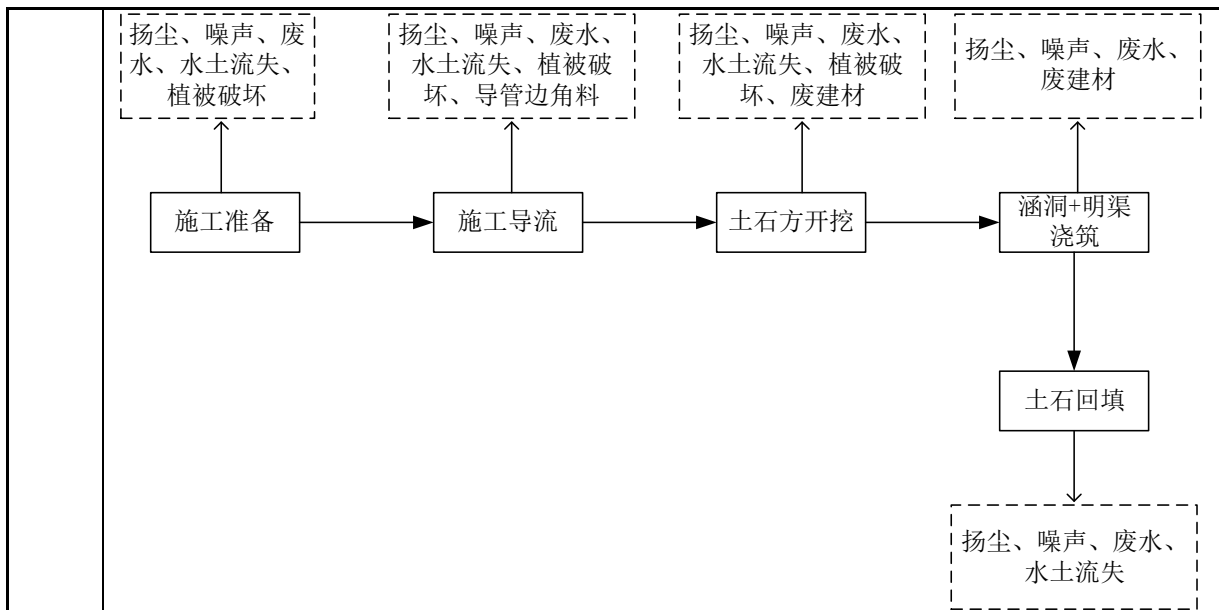 扬尘、噪声、废
水、水土流失、
植被破坏
扬尘、噪声、废水、
水土流失、植被破
坏、导管边角料
扬尘、噪声、废水、
水土流失、植被破
坏、废建材
扬尘、噪声、废水、
废建材
施工准备
施工导流
土石方开挖
涵洞+明渠
浇筑
土石回填
扬尘、噪声、废水、
水土流失